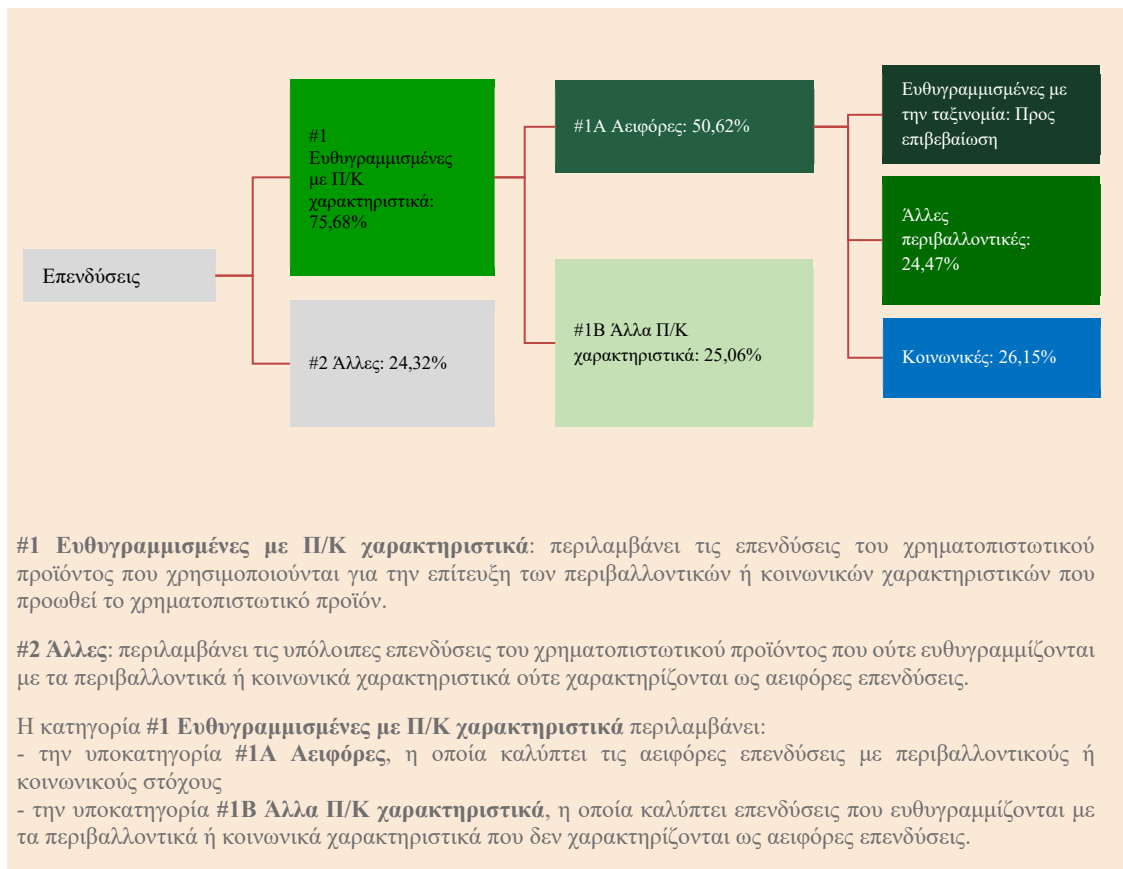 Επενδύσεις
#1
Ευθυγραμμισμένες
με Π/Κ
χαρακτηριστικά:
75,68%
#2 Άλλες: 24,32%
#1Α Αειφόρες: 50,62%
#1Β Άλλα Π/Κ
χαρακτηριστικά: 25,06%
Ευθυγραμμισμένες με
την ταξινομία: Προς
επιβεβαίωση
Άλλες
περιβαλλοντικές:
24,47%
Κοινωνικές: 26,15%
#1 Ευθυγραμμισμένες με Π/Κ χαρακτηριστικά: περιλαμβάνει τις επενδύσεις του χρηματοπιστωτικού
προϊόντος που χρησιμοποιούνται για την επίτευξη των περιβαλλοντικών ή κοινωνικών χαρακτηριστικών που
προωθεί το χρηματοπιστωτικό προϊόν.
#2 Άλλες: περιλαμβάνει τις υπόλοιπες επενδύσεις του χρηματοπιστωτικού προϊόντος που ούτε ευθυγραμμίζονται
με τα περιβαλλοντικά ή κοινωνικά χαρακτηριστικά ούτε χαρακτηρίζονται ως αειφόρες επενδύσεις.
Η κατηγορία #1 Ευθυγραμμισμένες με Π/Κ χαρακτηριστικά περιλαμβάνει:
- την υποκατηγορία #1Α Αειφόρες, η οποία καλύπτει τις αειφόρες επενδύσεις με περιβαλλοντικούς ή
κοινωνικούς στόχους
- την υποκατηγορία #1Β Άλλα Π/Κ χαρακτηριστικά, η οποία καλύπτει επενδύσεις που ευθυγραμμίζονται με
τα περιβαλλοντικά ή κοινωνικά χαρακτηριστικά που δεν χαρακτηρίζονται ως αειφόρες επενδύσεις.